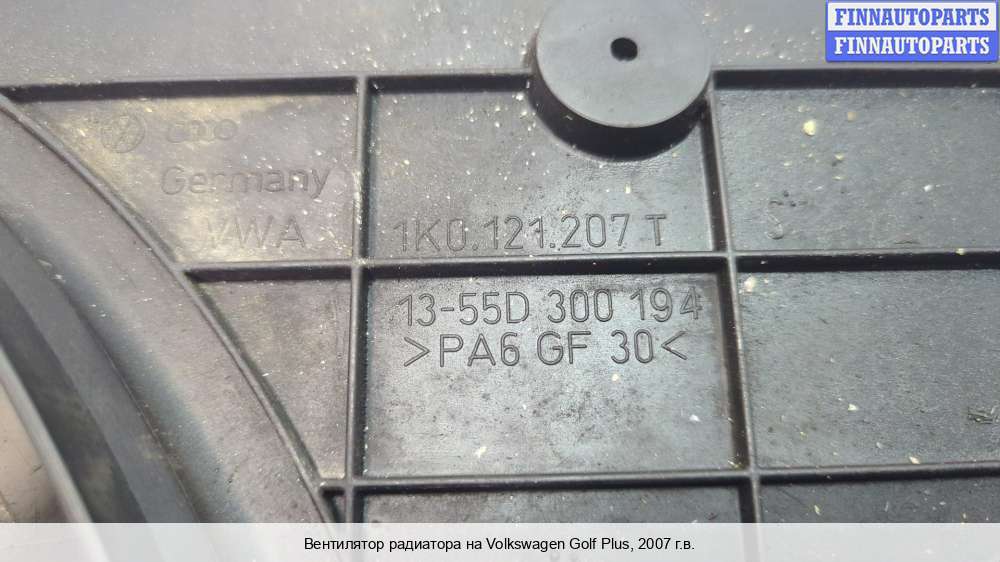 FINNAUTOPARTS
FINNAUTOPARTS
Germany
VWA
1K0.121.207 T
13-55D 300 194
>PA6 GF 30<
Вентилятор радиатора на Volkswagen Golf Plus, 2007 г.в.